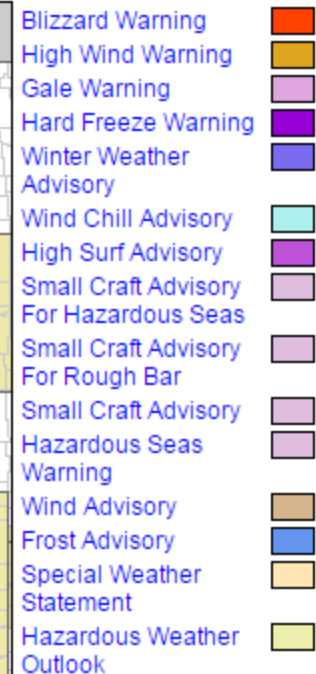 Blizzard Warning
High Wind Warning
Gale Warning
Hard Freeze Warning
Winter Weather
Advisory
Wind Chill Advisory
High Surf Advisory
Small Craft Advisory
For Hazardous Seas
Small Craft Advisory
For Rough Bar
Small Craft Advisory
Hazardous Seas
Warning
Wind Advisory
Frost Advisory
Special Weather
Statement
Hazardous Weather
Outlook